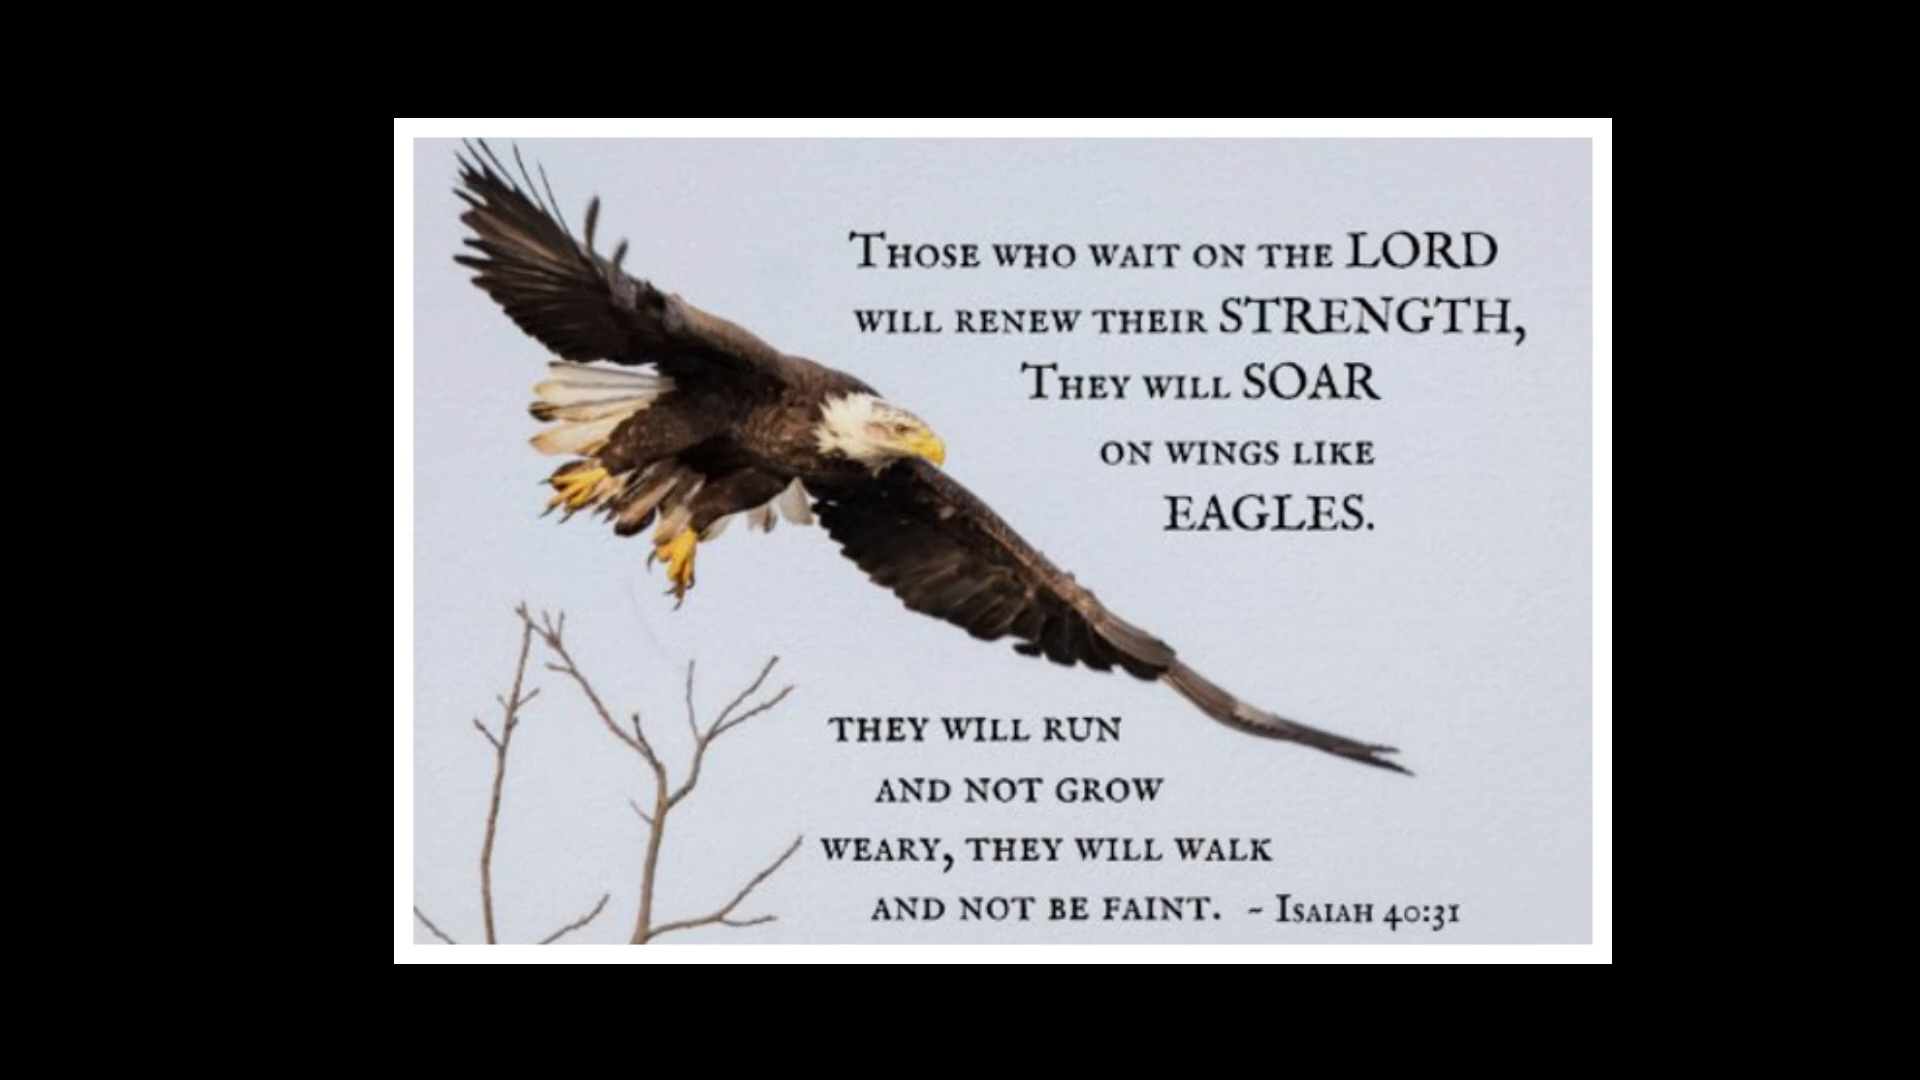 Those who wait on the LORD
will renew their STRENGTH,
They will SOAR
on wings like
EAGLES.
they will run
and not grow
weary, they will walk
and not be faint. ~ Isaiah 40:31